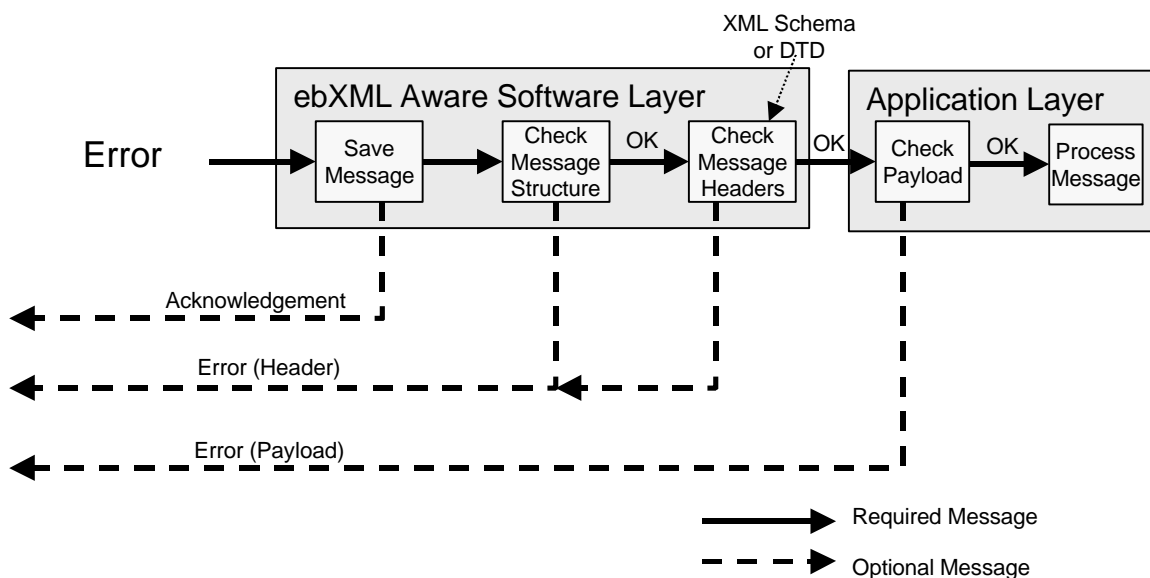 XML Schema
or DTD
ebXML Aware Software Layer
Application Layer
Error
Save
Message
Check
Message
Structure
OK
Check
Message
Headers
OK
Check
Payload
OK
Process
Message
Acknowledgement
Error (Header)
Error (Payload)
Required Message
Optional Message